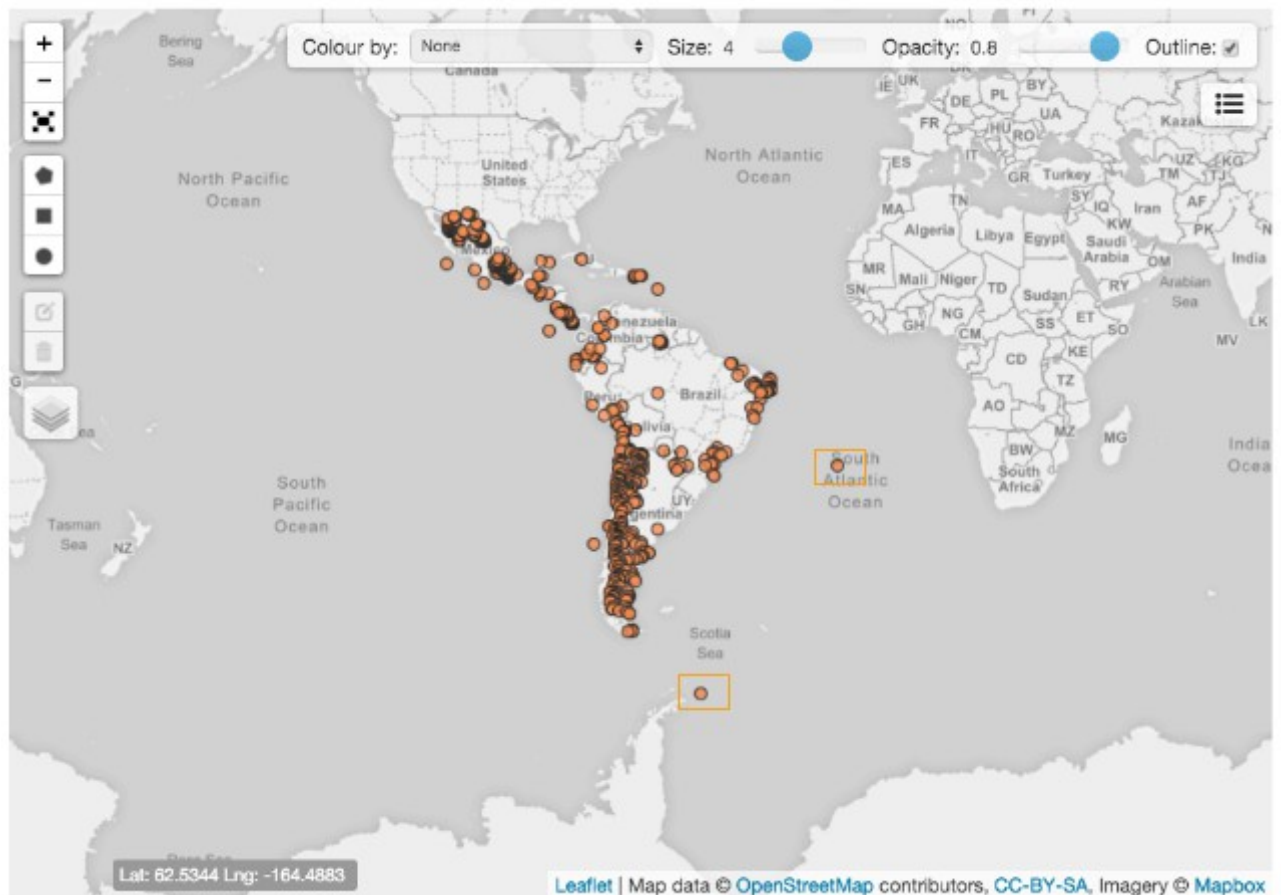 Bering
Sea
Colour by: None Size: 4 Opacity: 0.8 Outline:
Canada
IE UK
DE PL BY
FR UA
HU RO
Kazak
ES IT
GR Turkey
UZ KG
TM TJ
North Atlantic
Ocean
United
States
North Pacific
Ocean
MA TN
SY IQ Iran AF
KW PK
Algeria Libya Egypt Saudi
Arabia
OM
India
Mexico
MR Mali Niger TD Sudan RY
Arabian
Sea
SN
NG ET
GH CM SS SO
LK
MV
Venezuela
Colombia
CD KE
TZ
Peru Brazil
AO
MZ MG
BW
South
Africa
India
Ocea
South
Atlantic
Ocean
UY
South
Pacific
Ocean
Tasman
Sea
NZ
Scotia
Sea
Lat: 62.5344 Lng: -164.4883
Leaflet | Map data © OpenStreetMap contributors, CC-BY-SA, Imagery © Mapbox